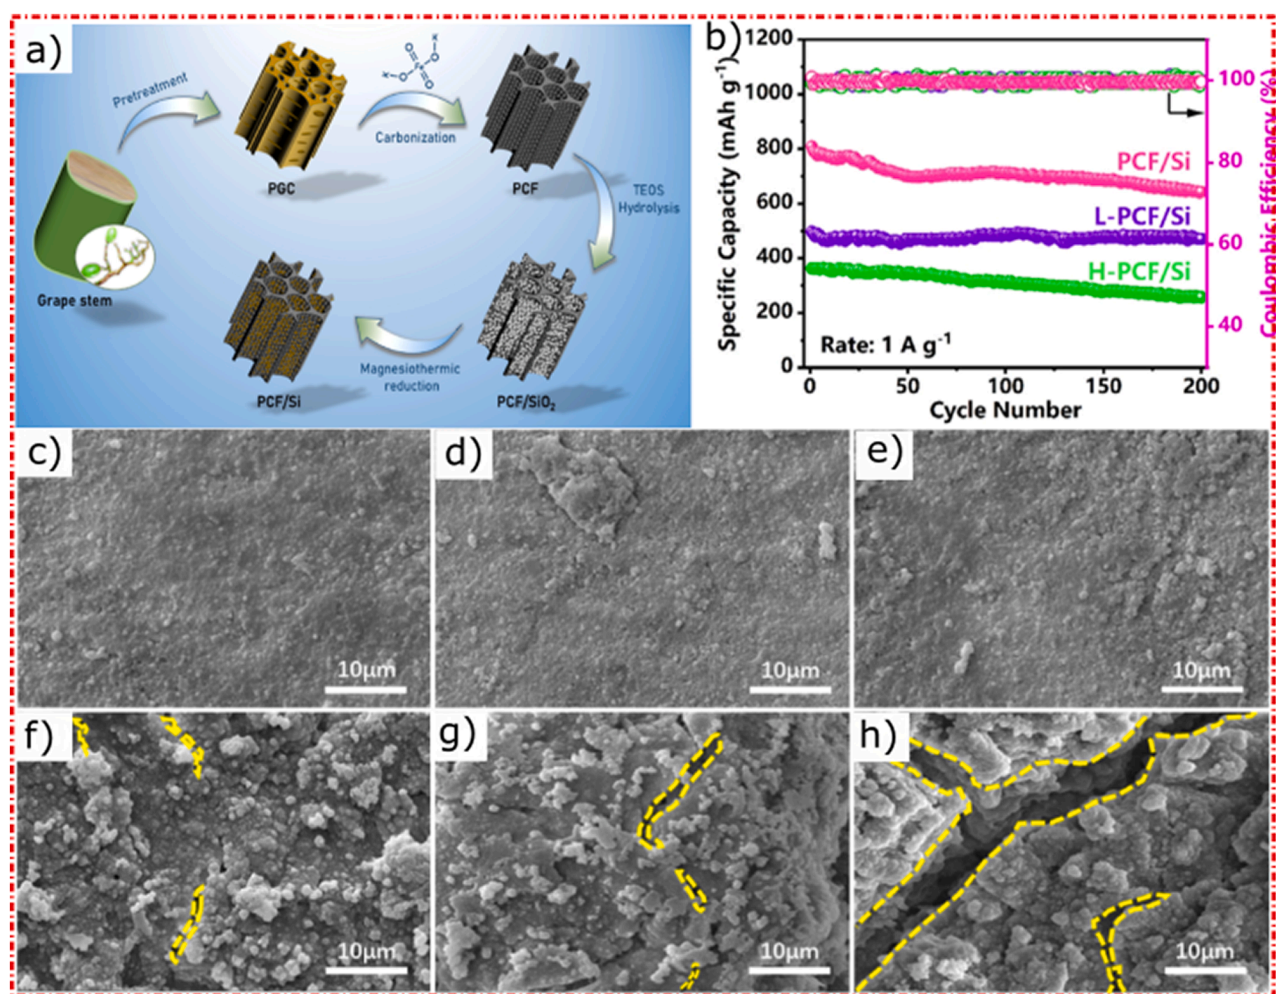 a)
Pretreatment
PGC
K
O
O
Fe
O
O
K
Carbonization
PCF
TEOS
Hydrolysis
Grape stem
PCF/Si
Magnesiothermic
reduction
PCF/SiO₂
b)
Specific Capacity (mAh g⁻¹)
1200
1000
800
600
400
200
0
PCF/Si
L-PCF/Si
H-PCF/Si
Rate: 1 A g⁻¹
0 50 100 150 200
Cycle Number
100
80
60
40
Coulombic Efficiency (%)
c)
10μm
d)
10μm
e)
10μm
f)
10μm
g)
10μm
h)
10μm